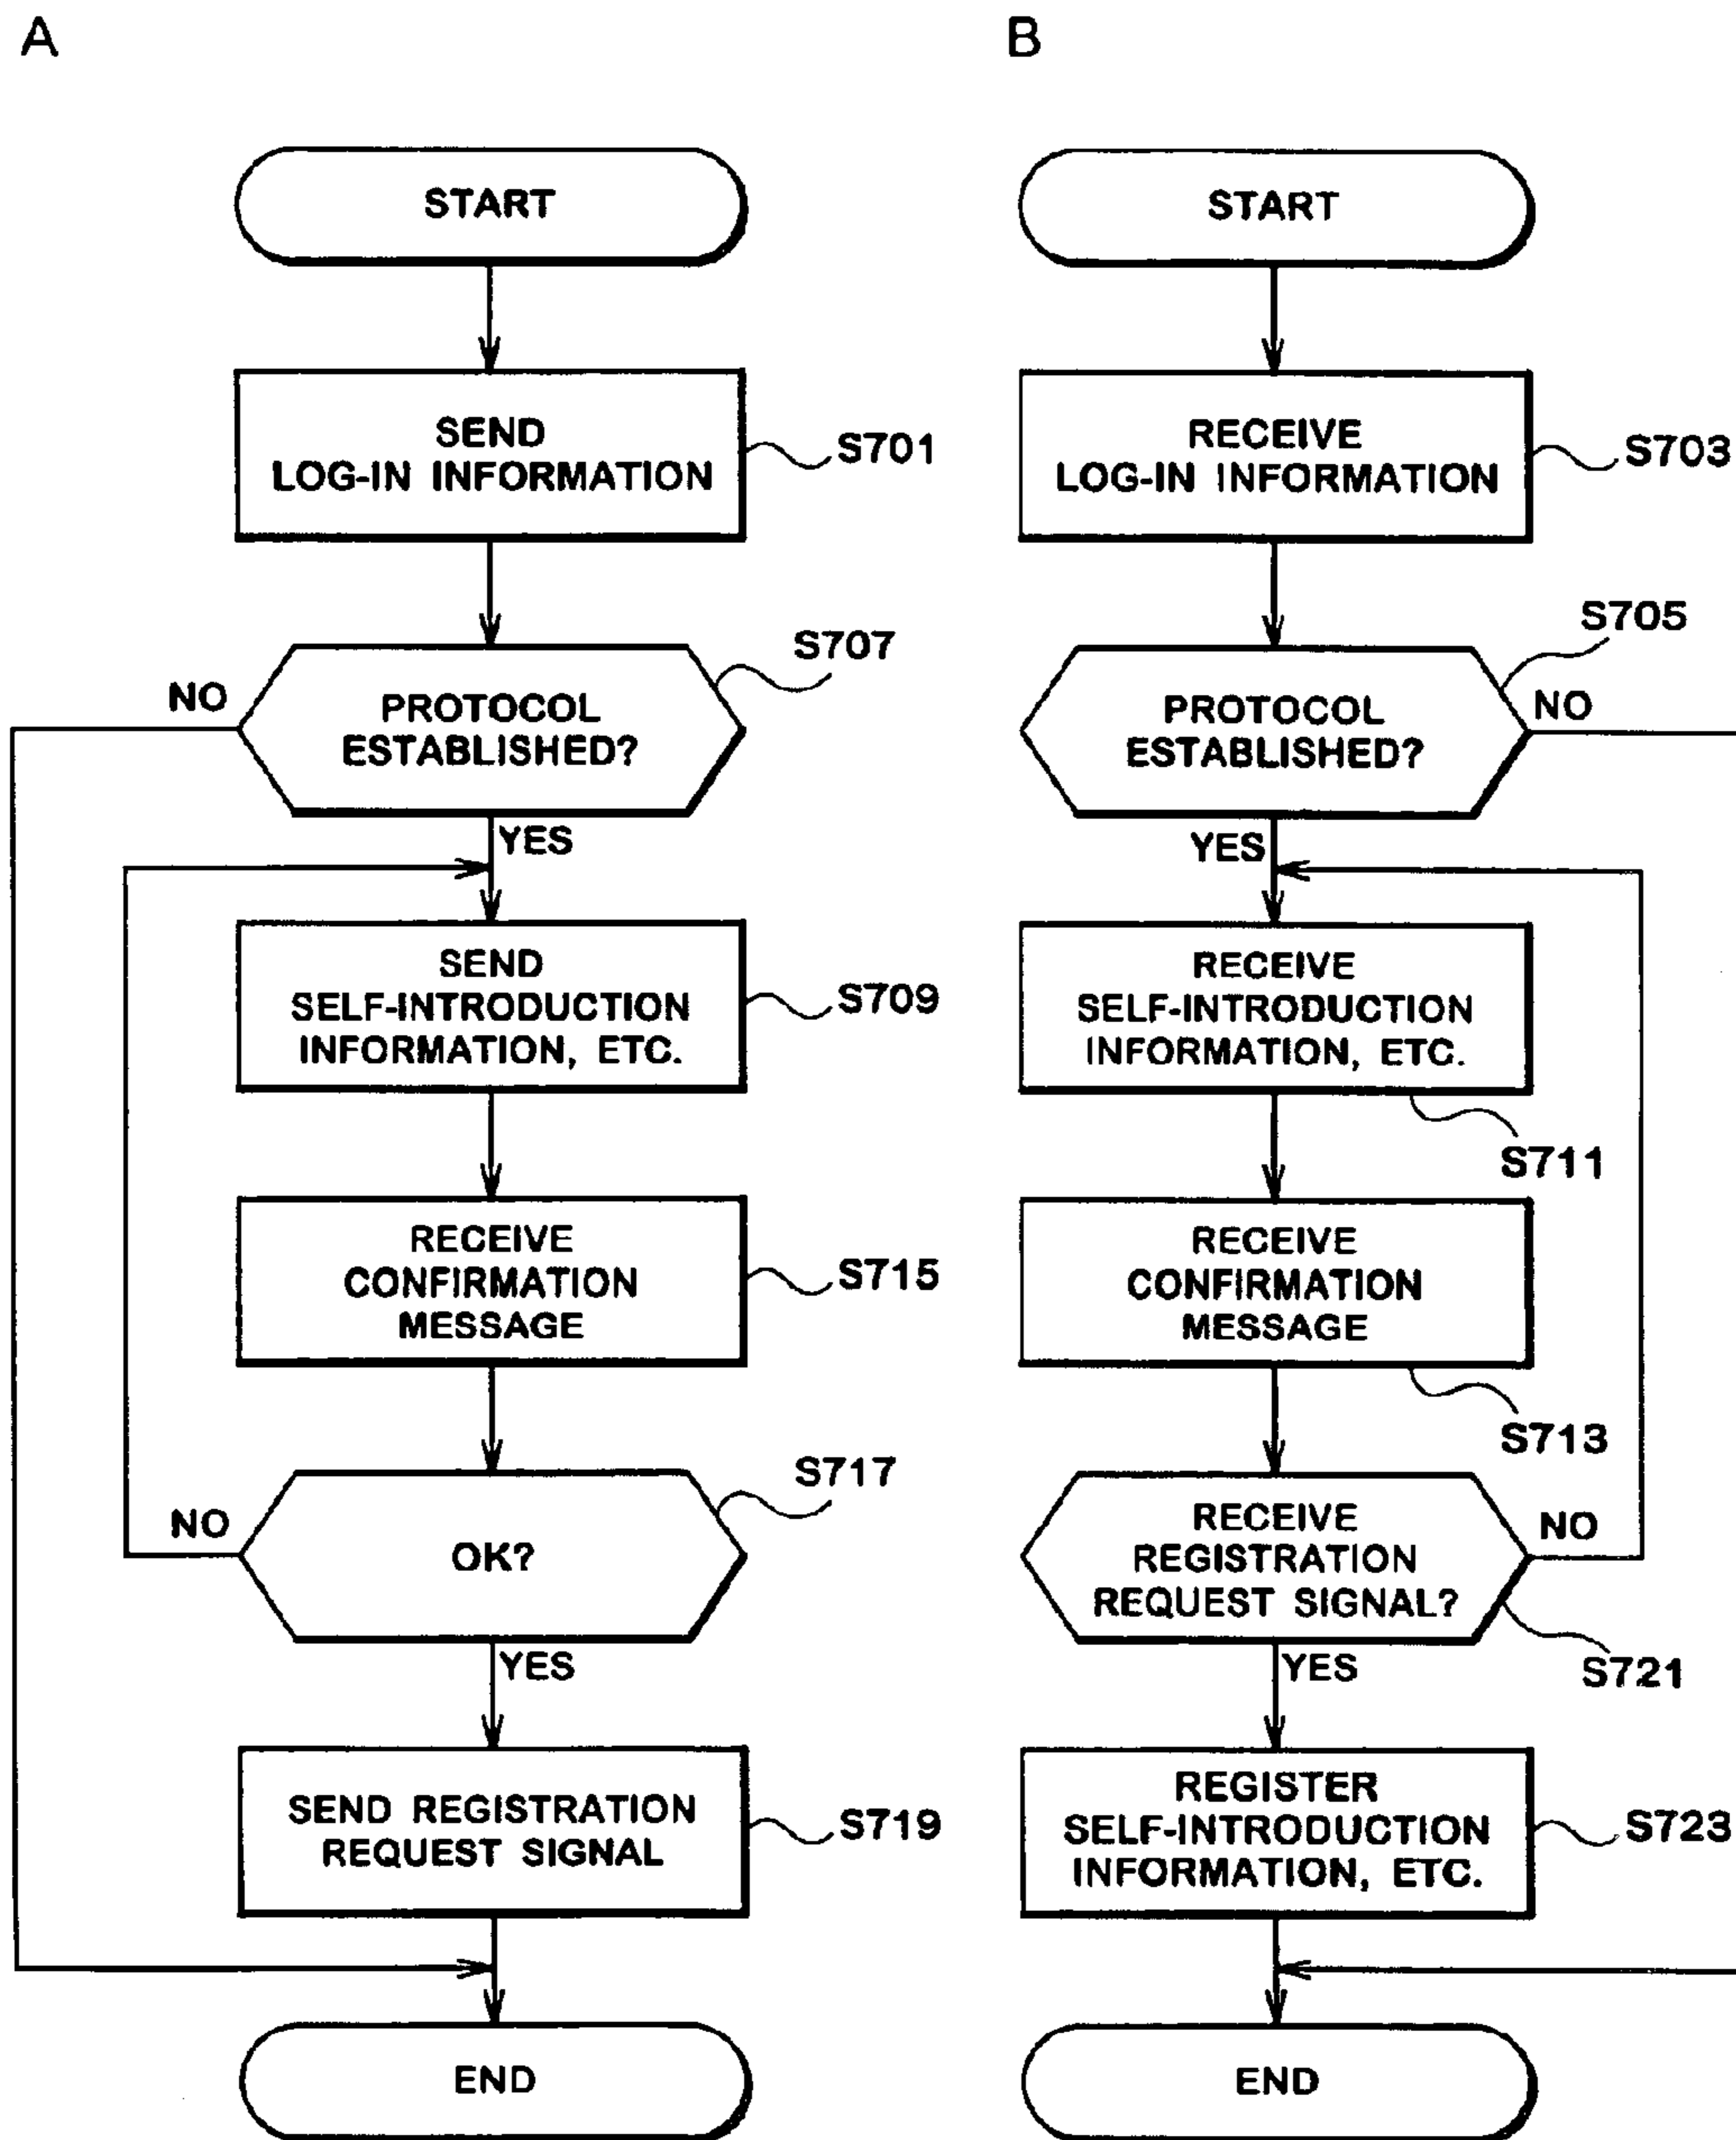 A
START
SEND
LOG-IN INFORMATION
S701
S707
NO
PROTOCOL
ESTABLISHED?
YES
SEND
SELF-INTRODUCTION
INFORMATION, ETC.
S709
RECEIVE
CONFIRMATION
MESSAGE
S715
S717
NO
OK?
YES
SEND REGISTRATION
REQUEST SIGNAL
S719
END
B
START
RECEIVE
LOG-IN INFORMATION
S703
S705
NO
PROTOCOL
ESTABLISHED?
YES
RECEIVE
SELF-INTRODUCTION
INFORMATION, ETC.
S711
RECEIVE
CONFIRMATION
MESSAGE
S713
RECEIVE
REGISTRATION
REQUEST SIGNAL?
NO
S721
YES
REGISTER
SELF-INTRODUCTION
INFORMATION, ETC.
S723
END